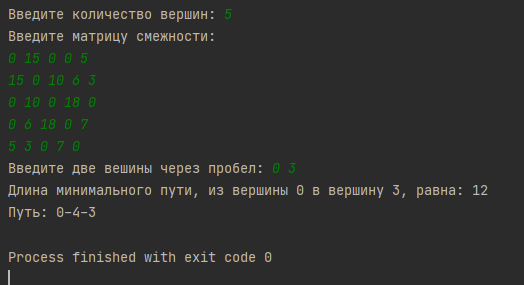 Введите количество вершин: 5
Введите матрицу смежности:
0 15 0 0 5
15 0 10 6 3
0 10 0 18 0
0 6 18 0 7
5 3 0 7 0
Введите две вешины через пробел: 0 3
Длина минимального пути, из вершины 0 в вершину 3, равна: 12
Путь: 0-4-3
Process finished with exit code 0